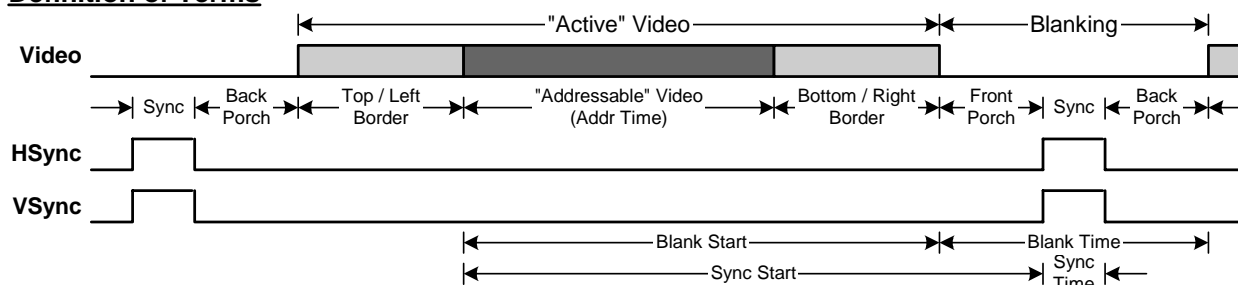 Definition of Terms
"Active" Video
Blanking
Video
Sync
Back
Porch
Top / Left
Border
"Addressable" Video
(Addr Time)
Bottom / Right
Border
Front
Porch
Sync
Back
Porch
HSync
VSync
Blank Start
Blank Time
Sync Start
Sync
Time